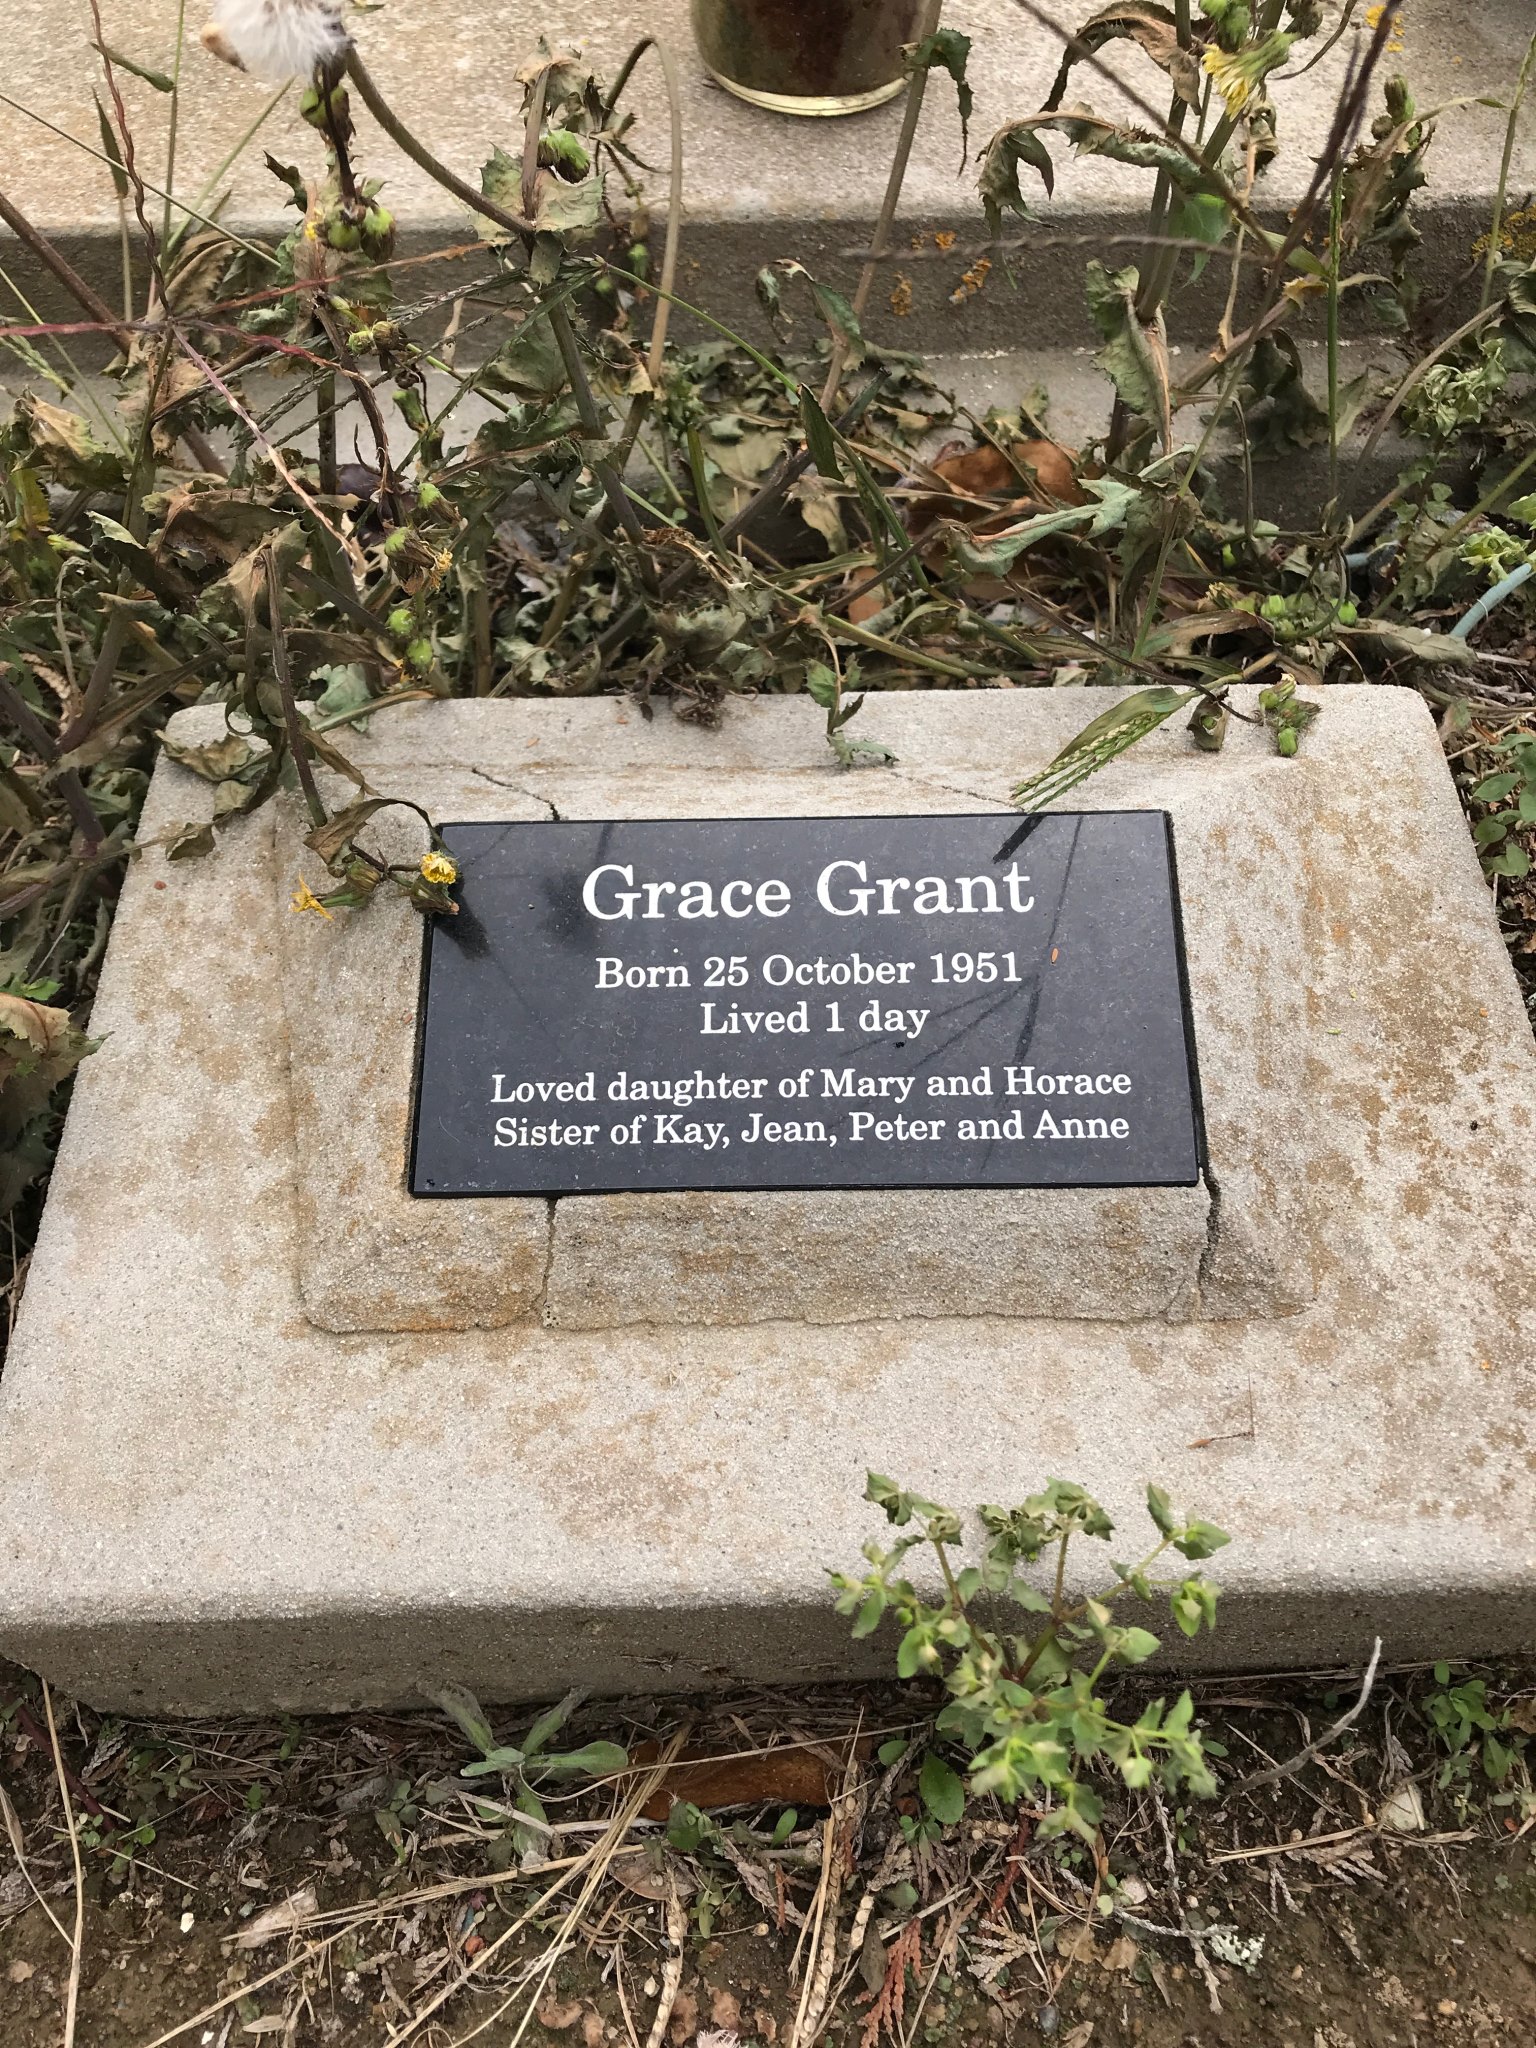 Grace Grant
Born 25 October 1951
Lived 1 day
Loved daughter of Mary and Horace
Sister of Kay, Jean, Peter and Anne